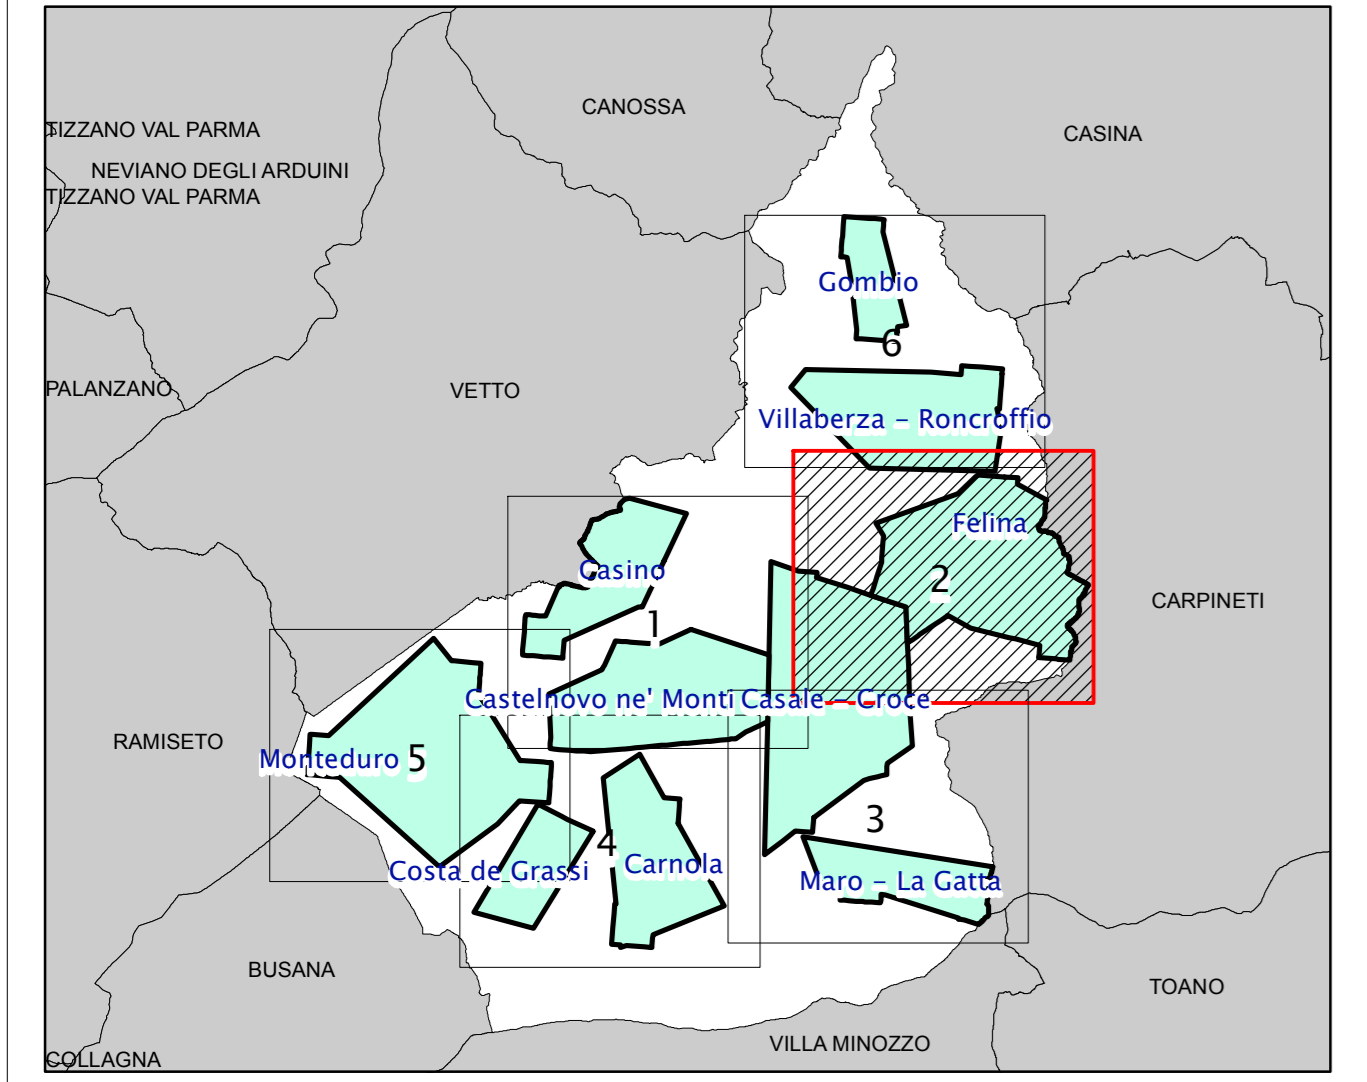 CANOSSA
TIZZANO VAL PARMA
CASINA
NEVIANO DEGLI ARDUINI
TIZZANO VAL PARMA
Gombio
6
PALANZANO
VETTO
Villaberza - Roncroffio
Felina
Casino
2
CARPINETI
1
Castelnovo ne' Monti
Casale - Croce
RAMISETO
Monteduro
5
3
4
Costa de Grassi
Carnola
Maro - La Gatta
BUSANA
TOANO
VILLA MINOZZO
COLLAGNA